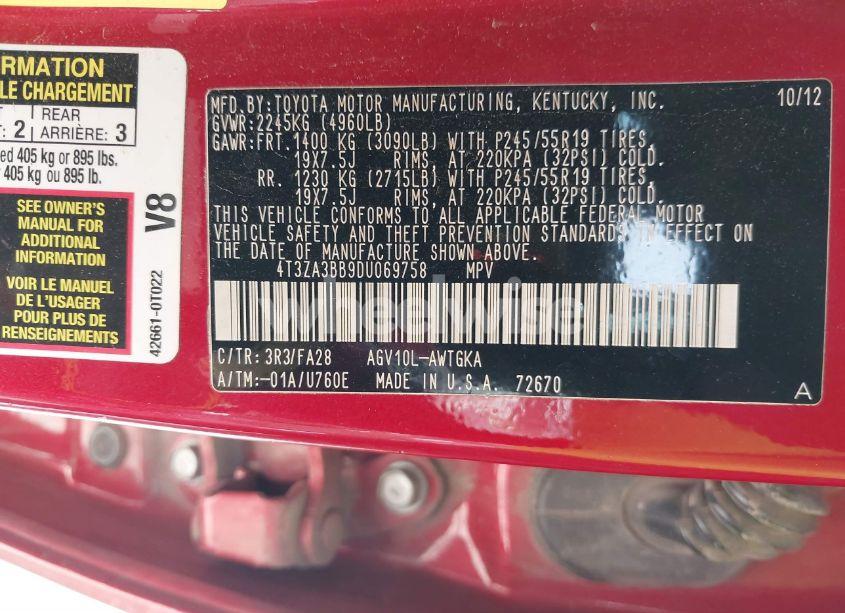 RMATION
LE CHARGEMENT
REAR
2 ARRIÈRE: 3
ed 405 kg or 895 lbs.
405 kg ou 895 lb.
SEE OWNER'S
MANUAL FOR
ADDITIONAL
INFORMATION
VOIR LE MANUEL
DE L'USAGER
POUR PLUS DE
RENSEIGNEMENTS
V8
42661-0T022
MFD.BY:TOYOTA MOTOR MANUFACTURING, KENTUCKY, INC. 10/12
GVWR:2245KG (4960LB)
GAWR:FRT.1400 KG (3090LB) WITH P245/55R19 TIRES,
19X7.5J RIMS, AT 220KPA (32PSI) COLD.
RR. 1230 KG (2715LB) WITH P245/55R19 TIRES,
19X7.5J RIMS, AT 220KPA (32PSI) COLD.
THIS VEHICLE CONFORMS TO ALL APPLICABLE FEDERAL MOTOR
VEHICLE SAFETY AND THEFT PREVENTION STANDARDS IN EFFECT ON
THE DATE OF MANUFACTURE SHOWN ABOVE.
4T3ZA3BB9DU069758 MPV
wheelwise
C/TR: 3R3/FA28 AGV10L-AWTGKA
A/TM:-01A/U760E MADE IN U.S.A. 72670 A